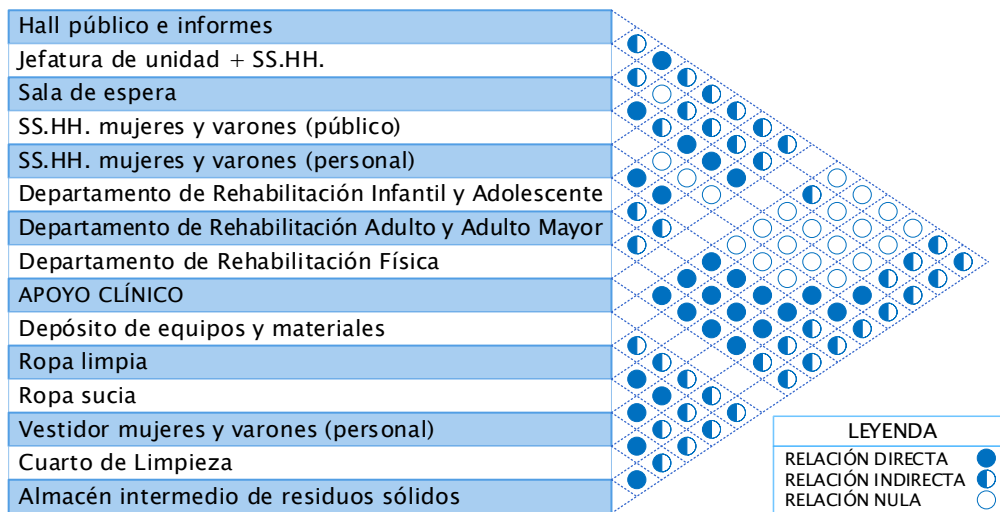 Hall público e informes
Jefatura de unidad + SS.HH.
Sala de espera
SS.HH. mujeres y varones (público)
SS.HH. mujeres y varones (personal)
Departamento de Rehabilitación Infantil y Adolescente
Departamento de Rehabilitación Adulto y Adulto Mayor
Departamento de Rehabilitación Física
APOYO CLÍNICO
Depósito de equipos y materiales
Ropa limpia
Ropa sucia
Vestidor mujeres y varones (personal)
Cuarto de Limpieza
Almacén intermedio de residuos sólidos
LEYENDA
RELACIÓN DIRECTA
RELACIÓN INDIRECTA
RELACIÓN NULA